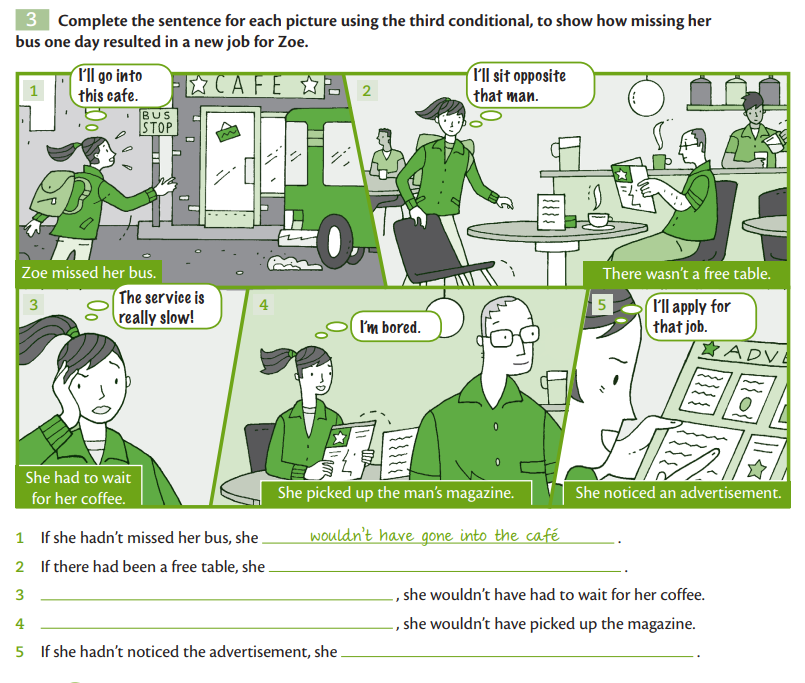 3 Complete the sentence for each picture using the third conditional, to show how missing her
bus one day resulted in a new job for Zoe.
1
I'll go into
this cafe.
CAFE
BUS
STOP
Zoe missed her bus.
2
I'll sit opposite
that man.
There wasn't a free table.
3
The service is
really slow!
She had to wait
for her coffee.
4
I'm bored.
She picked up the man's magazine.
5
I'll apply for
that job.
ADVE
She noticed an advertisement.
1 If she hadn't missed her bus, she wouldn't have gone into the café .
2 If there had been a free table, she ____ .
3 ____ , she wouldn't have had to wait for her coffee.
4 ____ , she wouldn't have picked up the magazine.
5 If she hadn't noticed the advertisement, she ____ .